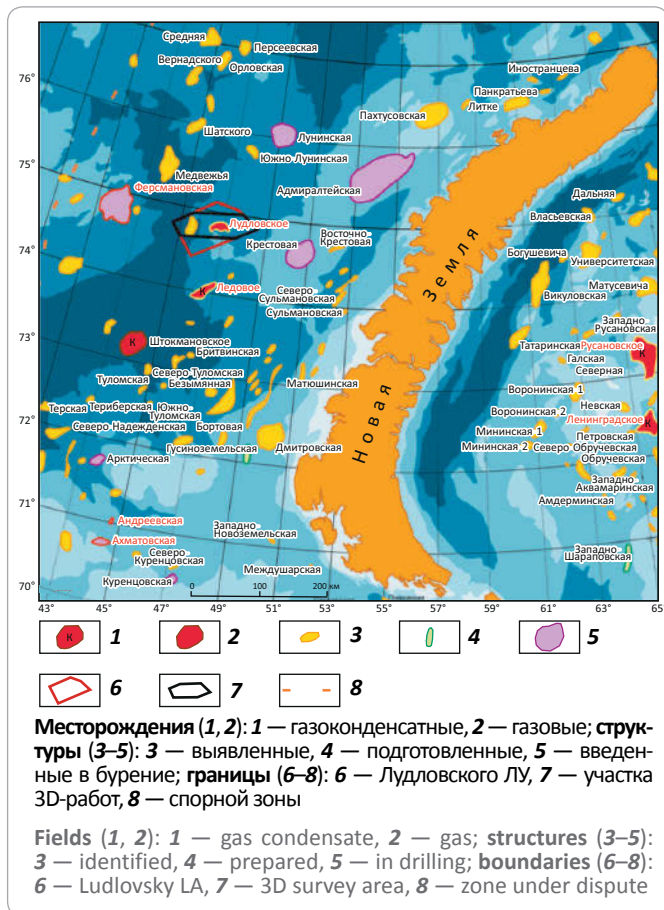 Средняя
Персеевская
76°
Вернадского
Орловская
Иностранцева
Панкратьева
Пахтусовская
Литке
Шатского
Лунинская
75°
Южно Лунинская
Медвежья
Ферсмановская
Адмиралтейская
Дальняя
Власьевская
Лудловское
Восточно
Крестовая
Крестовая
74°
Богушевича
Университетская
Земля
Матусевича
Ледовое
Северо
Сульмановская
Сульмановская
Викуловская
К
Западно
Русановская
73°
К
Штокмановское
Бритвинская
Татаринская
Русановское
К
Галская
Северная
Северо-Туломская
Туломская
Безымянная
Матюшинская
Воронинская 1
Терская
Териберская
Южно-
Туломская
Невская
72°
Воронинская 2
Ленинградское
К
Северо-Надежденская
Бортовая
Новая
Мининская 1
Петровская
Гусиноземельская
Дмитровская
Мининская 2
Северо Обручевская
Арктическая
Обручевская
71°
Западно
Аквамаринская
Амдерминская
Андреевская
Западно
Новоземельская
Ахматовская
Северо
Куренцовская
Западно
Шараповская
Междушарская
Куренцовская
70°
0 100 200 км
43° 45° 47° 49° 51° 53° 55° 57° 59° 61° 63° 65
К 1 2 3 4 5
6 7 8
Месторождения (1, 2): 1 — газоконденсатные, 2 — газовые; струк-
туры (3–5): 3 — выявленные, 4 — подготовленные, 5 — введен-
ные в бурение; границы (6–8): 6 — Лудловского ЛУ, 7 — участка
3D-работ, 8 — спорной зоны
Fields (1, 2): 1 — gas condensate, 2 — gas; structures (3–5):
3 — identified, 4 — prepared, 5 — in drilling; boundaries (6–8):
6 — Ludlovsky LA, 7 — 3D survey area, 8 — zone under dispute